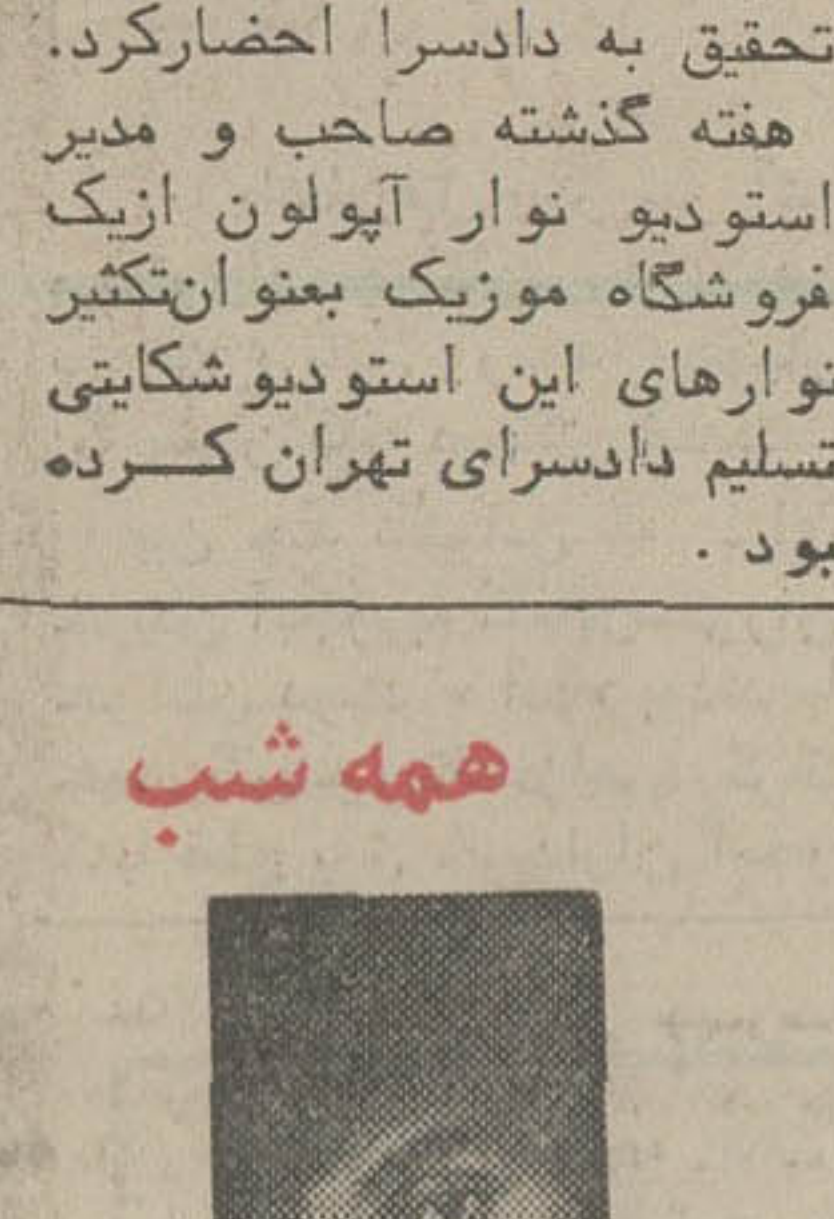 تحقیق به دادسرا احضارکرد.
هفته گذشته صاحب و مدیر
استودیو نوار آپولون ازیک
فروشگاه موزیک بعنوان‌تکثیر
نوارهای این استودیو شکایتی
تسلیم دادسرای تهران کـــرده
بود .
همه شب